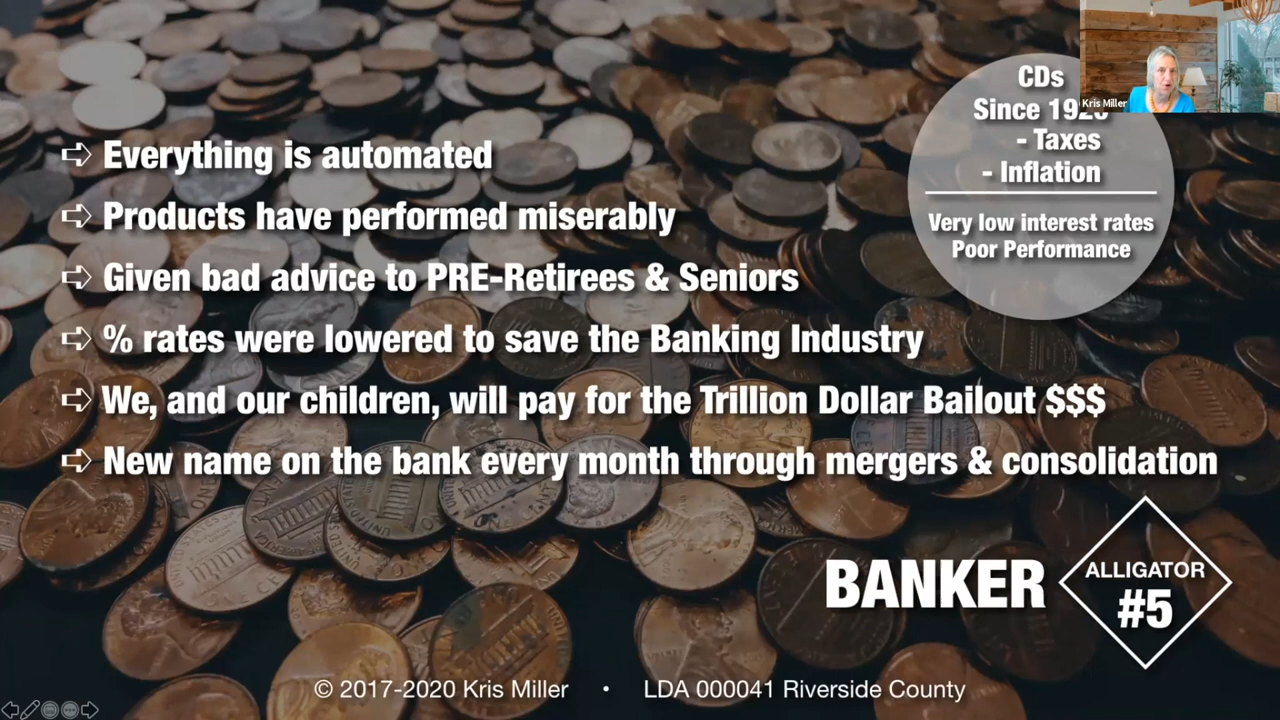 CDs
Kris Miller
Since
- Taxes
- Inflation
Very low interest rates
Poor Performance
Everything is automated
Products have performed miserably
Given bad advice to PRE-Retirees & Seniors
% rates were lowered to save the Banking Industry
We, and our children, will pay for the Trillion Dollar Bailout $$$
New name on the bank every month through mergers & consolidation
BANKER
ALLIGATOR
#5
© 2017-2020 Kris Miller • LDA 000041 Riverside County